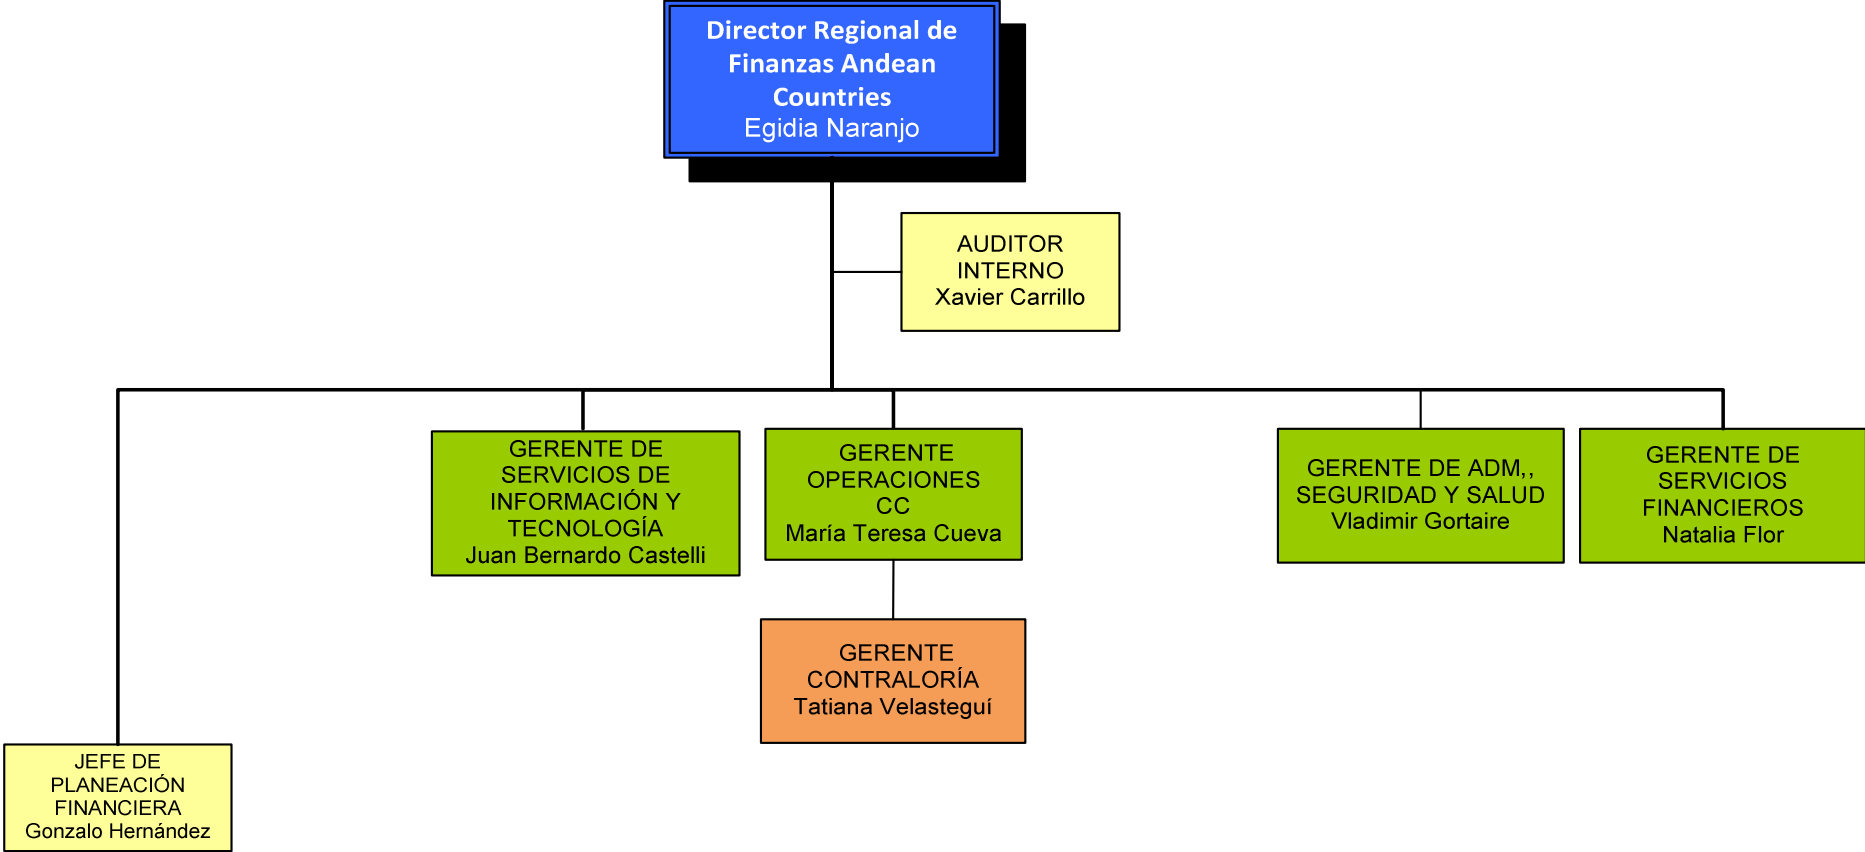 Director Regional de
Finanzas Andean
Countries
Egidia Naranjo
AUDITOR
INTERNO
Xavier Carrillo
GERENTE DE
SERVICIOS DE
INFORMACIÓN Y
TECNOLOGÍA
Juan Bernardo Castelli
GERENTE
OPERACIONES
CC
María Teresa Cueva
GERENTE DE ADM,,
SEGURIDAD Y SALUD
Vladimir Gortaire
GERENTE DE
SERVICIOS
FINANCIEROS
Natalia Flor
GERENTE
CONTRALORÍA
Tatiana Velasteguí
JEFE DE
PLANEACIÓN
FINANCIERA
Gonzalo Hernández